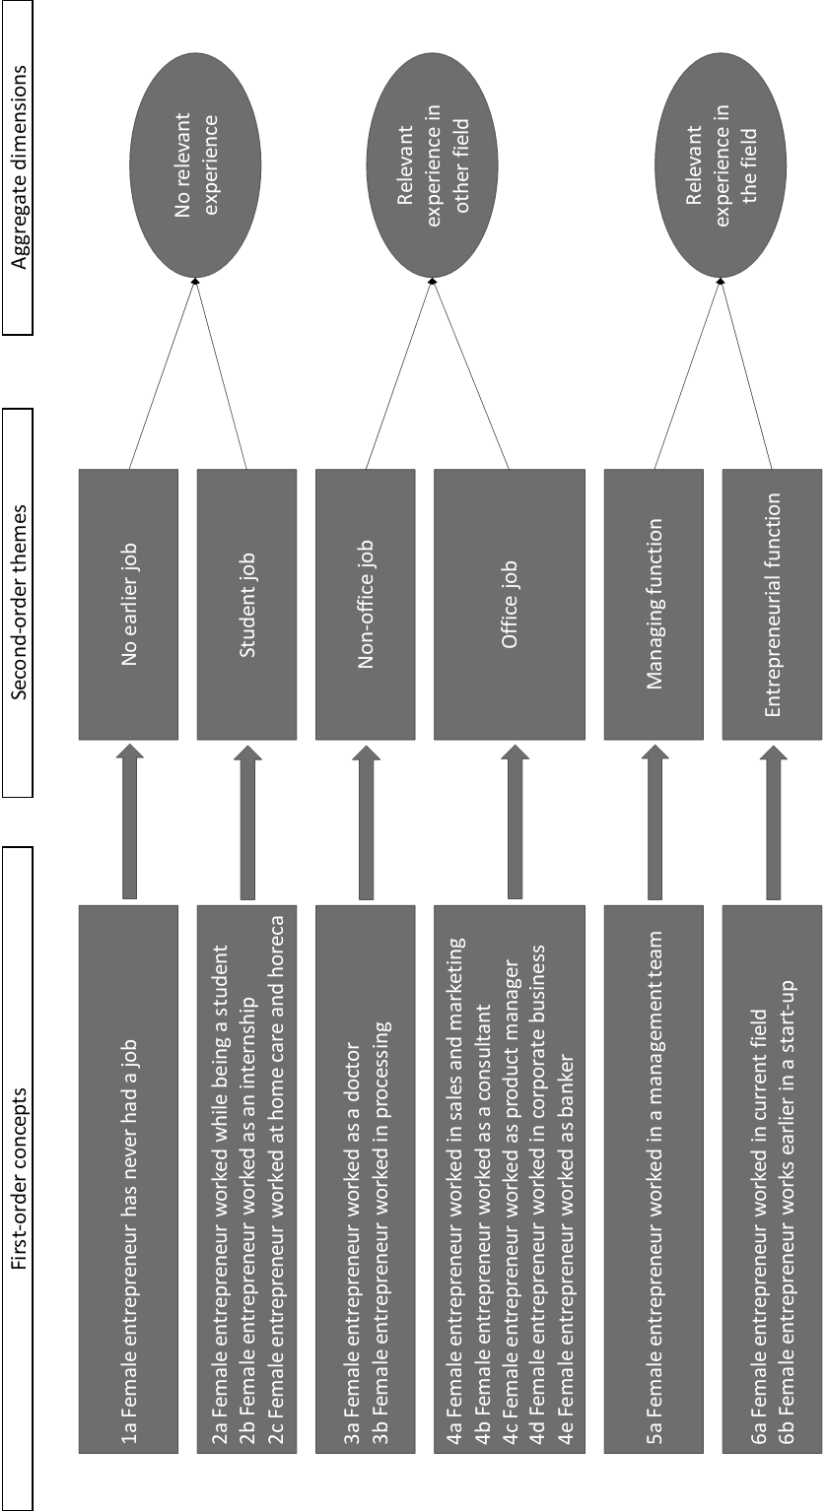 First-order concepts
Second-order themes
Aggregate dimensions
1a Female entrepreneur has never had a job
No earlier job
2a Female entrepreneur worked while being a student
2b Female entrepreneur worked as an internship
2c Female entrepreneur worked at home care and horeca
Student job
No relevant
experience
3a Female entrepreneur worked as a doctor
3b Female entrepreneur worked in processing
Non-office job
4a Female entrepreneur worked in sales and marketing
4b Female entrepreneur worked as a consultant
4c Female entrepreneur worked as product manager
4d Female entrepreneur worked in corporate business
4e Female entrepreneur worked as banker
Office job
Relevant
experience in
other field
5a Female entrepreneur worked in a management team
Managing function
6a Female entrepreneur worked in current field
6b Female entrepreneur works earlier in a start-up
Entrepreneurial function
Relevant
experience in
the field